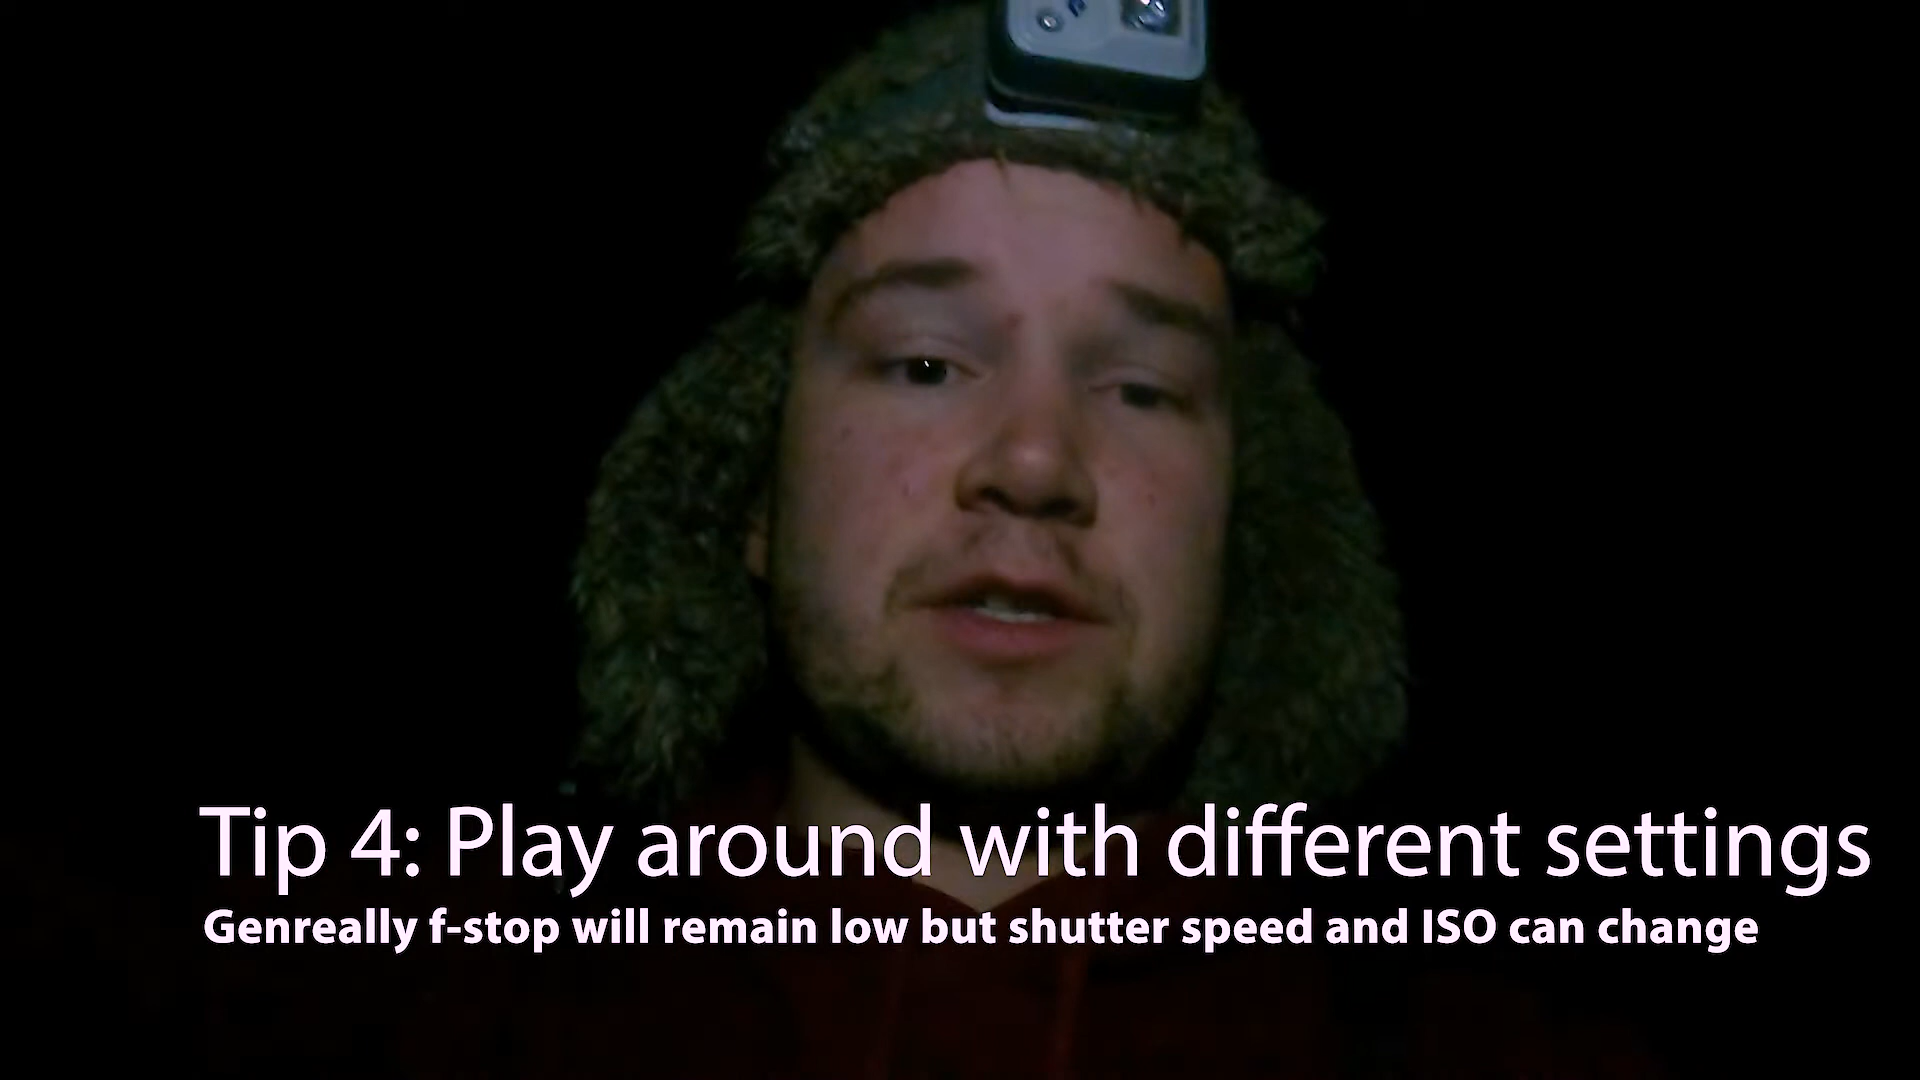 Tip 4: Play around with different settings
Genreally f-stop will remain low but shutter speed and ISO can change